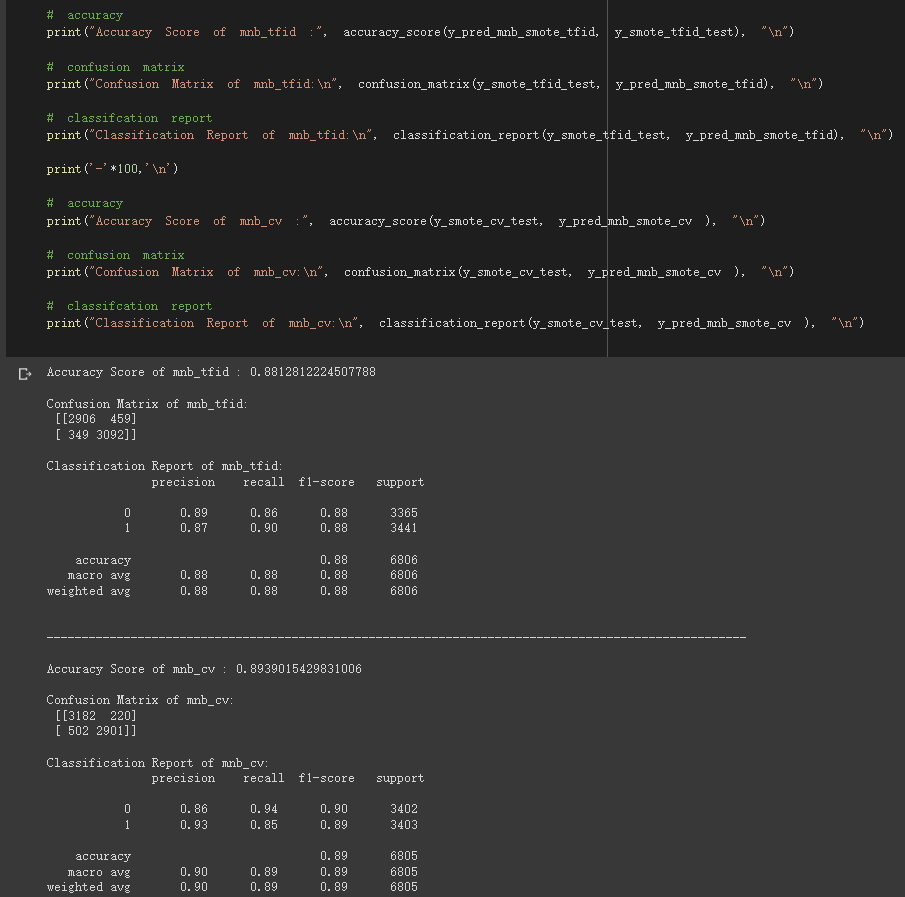 # accuracy
print("Accuracy Score of mnb_tfid :", accuracy_score(y_pred_mnb_smote_tfid, y_smote_tfid_test), "\n")
# confusion matrix
print("Confusion Matrix of mnb_tfid:\n", confusion_matrix(y_smote_tfid_test, y_pred_mnb_smote_tfid), "\n")
# classifcation report
print("Classification Report of mnb_tfid:\n", classification_report(y_smote_tfid_test, y_pred_mnb_smote_tfid), "\n")
print('-'*100,'\n')
# accuracy
print("Accuracy Score of mnb_cv :", accuracy_score(y_smote_cv_test, y_pred_mnb_smote_cv ), "\n")
# confusion matrix
print("Confusion Matrix of mnb_cv:\n", confusion_matrix(y_smote_cv_test, y_pred_mnb_smote_cv ), "\n")
# classifcation report
print("Classification Report of mnb_cv:\n", classification_report(y_smote_cv_test, y_pred_mnb_smote_cv ), "\n")
Accuracy Score of mnb_tfid : 0.8812812224507788
Confusion Matrix of mnb_tfid:
[[2906 459]
[ 349 3092]]
Classification Report of mnb_tfid:
precision recall f1-score support
0 0.89 0.86 0.88 3365
1 0.87 0.90 0.88 3441
accuracy 0.88 6806
macro avg 0.88 0.88 0.88 6806
weighted avg 0.88 0.88 0.88 6806
----------------------------------------------------------------------------------------------------
Accuracy Score of mnb_cv : 0.8939015429831006
Confusion Matrix of mnb_cv:
[[3182 220]
[ 502 2901]]
Classification Report of mnb_cv:
precision recall f1-score support
0 0.86 0.94 0.90 3402
1 0.93 0.85 0.89 3403
accuracy 0.89 6805
macro avg 0.90 0.89 0.89 6805
weighted avg 0.90 0.89 0.89 6805